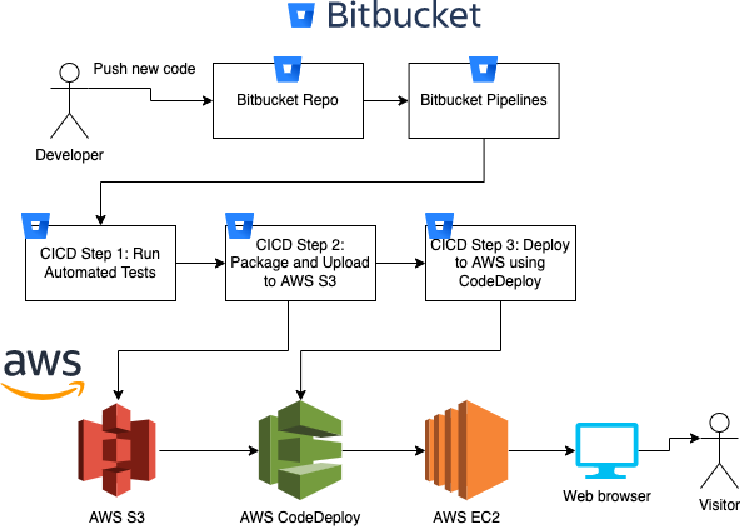 Bitbucket
Push new code
Bitbucket Repo
Bitbucket Pipelines
Developer
CICD Step 1: Run
Automated Tests
CICD Step 2:
Package and Upload
to AWS S3
CICD Step 3: Deploy
to AWS using
CodeDeploy
aws
Web browser
Visitor
AWS S3
AWS CodeDeploy
AWS EC2